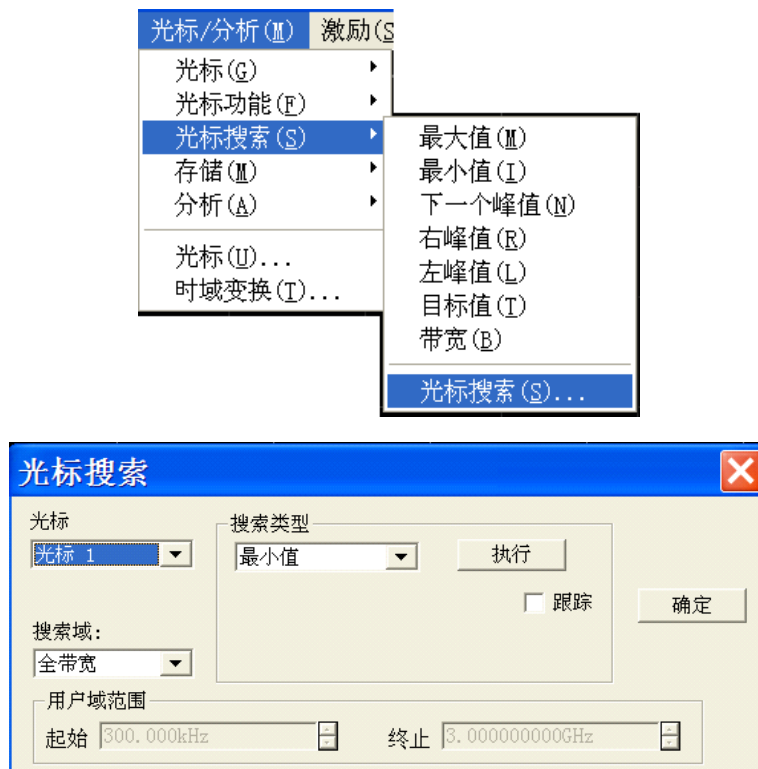 光标/分析(M) 激励(S
光标(G)
光标功能(F)
光标搜索(S)
存储(M)
分析(A)
光标(U)...
时域变换(T)...
最大值(M)
最小值(I)
下一个峰值(N)
右峰值(R)
左峰值(L)
目标值(T)
带宽(B)
光标搜索(S)...
光标搜索
光标
光标 1
搜索类型
最小值
执行
跟踪
确定
搜索域:
全带宽
用户域范围
起始 300.000kHz 终止 3.000000000GHz